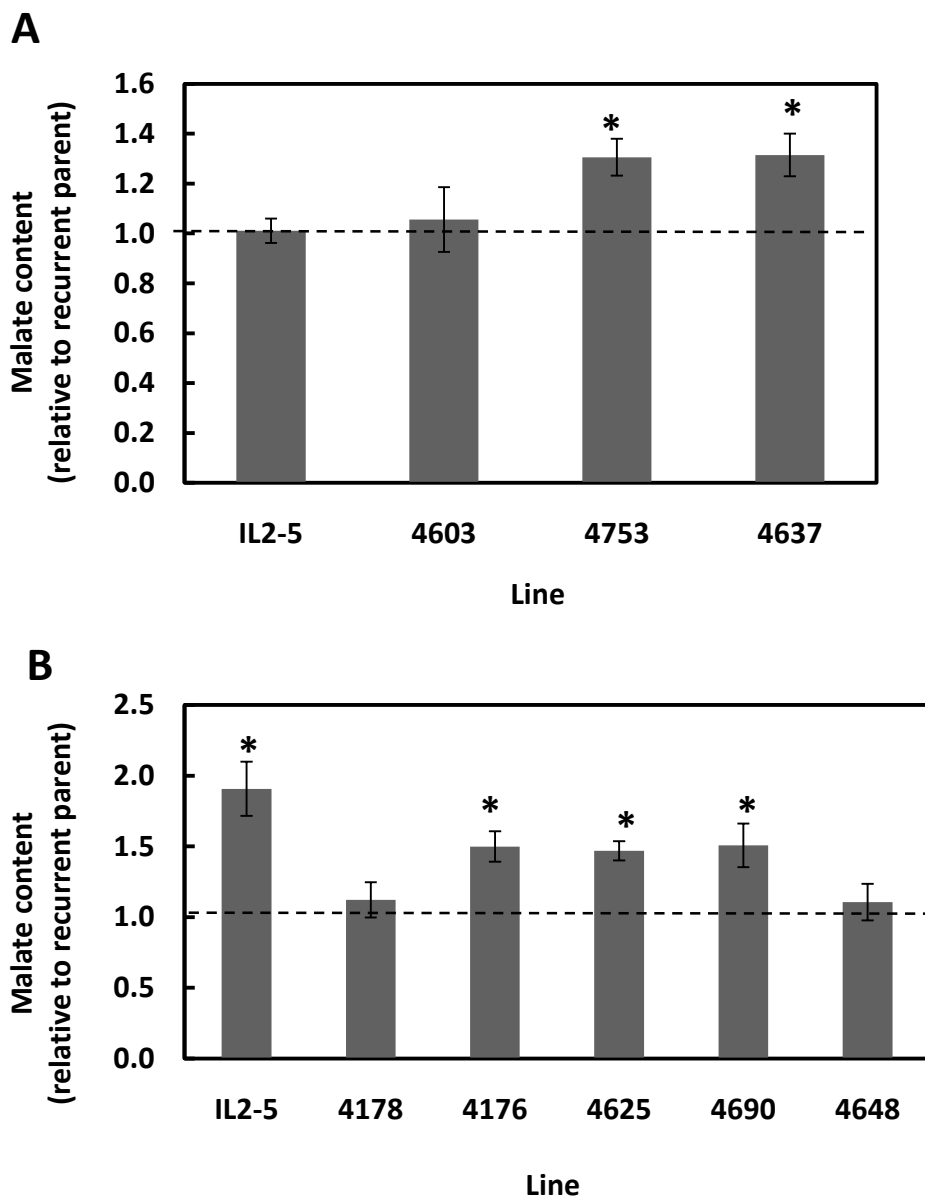 A
Malate content
(relative to recurrent parent)
1.6
1.4
1.2
1.0
0.8
0.6
0.4
0.2
0.0
* *
IL2-5 4603 4753 4637
Line
B
Malate content
(relative to recurrent parent)
2.5
2.0
1.5
1.0
0.5
0.0
* * * *
IL2-5 4178 4176 4625 4690 4648
Line